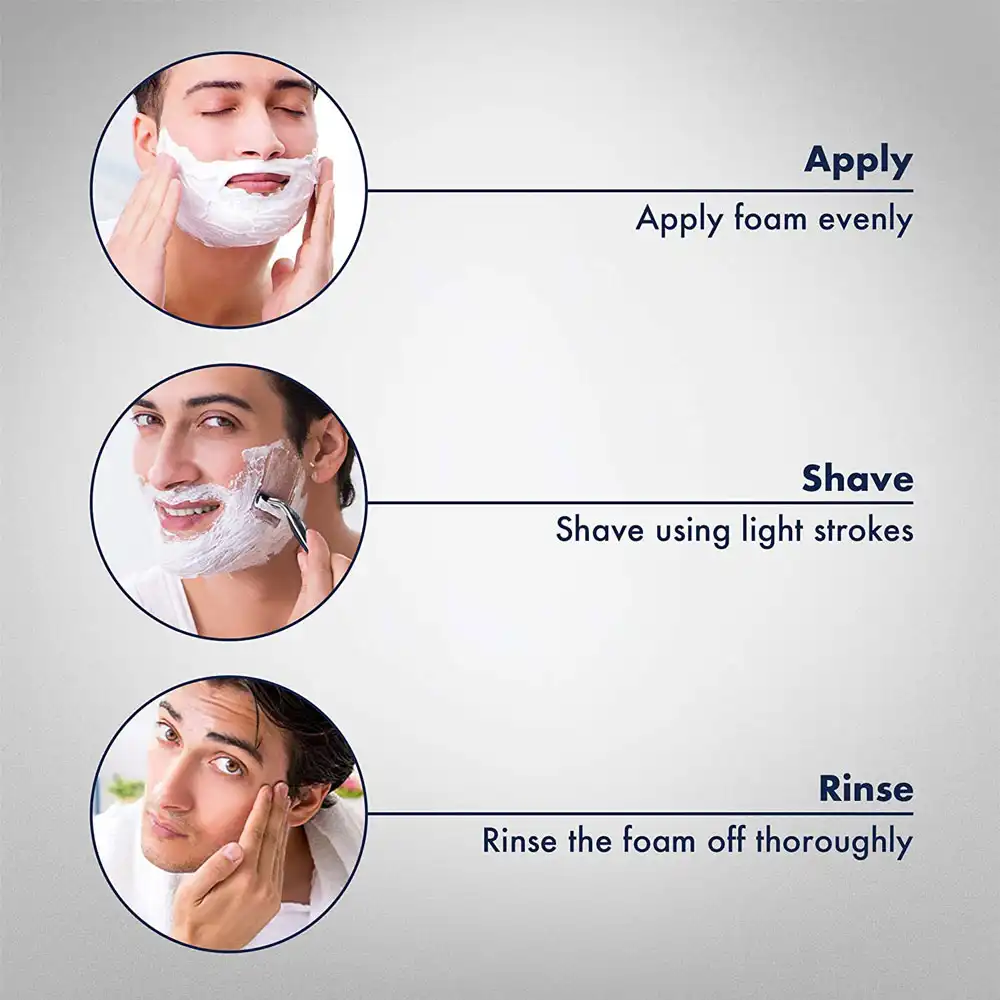 Apply
Apply foam evenly
Shave
Shave using light strokes
Rinse
Rinse the foam off thoroughly